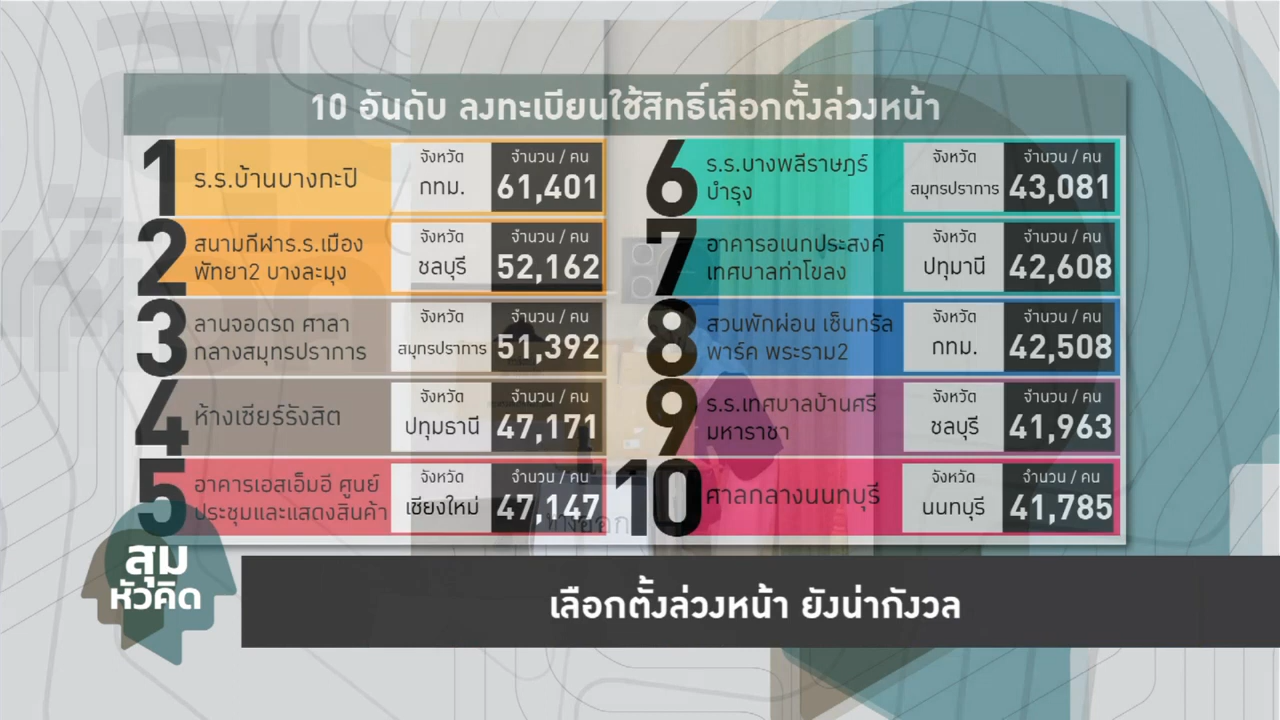 10 อันดับ ลงทะเบียนใช้สิทธิ์เลือกตั้งล่วงหน้า
1
ร.ร.บ้านบางกะปิ
จังหวัด
กทม.
จำนวน / คน
61,401
2
สนามกีฬาร.ร.เมือง
พัทยา2 บางละมุง
จังหวัด
ชลบุรี
จำนวน / คน
52,162
3
ลานจอดรถ ศาลา
กลางสมุทรปราการ
จังหวัด
สมุทรปราการ
จำนวน / คน
51,392
4
ห้างเซียร์รังสิต
จังหวัด
ปทุมธานี
จำนวน / คน
47,171
5
อาคารเอสเอ็มอี ศูนย์
ประชุมและแสดงสินค้า
จังหวัด
เชียงใหม่
จำนวน / คน
47,147
6
ร.ร.บางพลีราษฎร์
บำรุง
จังหวัด
สมุทรปราการ
จำนวน / คน
43,081
7
อาคารอเนกประสงค์
เทศบาลท่าโขลง
จังหวัด
ปทุมานี
จำนวน / คน
42,608
8
สวนพักผ่อน เซ็นทรัล
พาร์ค พระราม2
จังหวัด
กทม.
จำนวน / คน
42,508
9
ร.ร.เทศบาลบ้านศรี
มหาราชา
จังหวัด
ชลบุรี
จำนวน / คน
41,963
10
ศาลกลางนนทบุรี
จังหวัด
นนทบุรี
จำนวน / คน
41,785
ทางออก
สุม
หัวคิด
เลือกตั้งล่วงหน้า ยังน่ากังวล